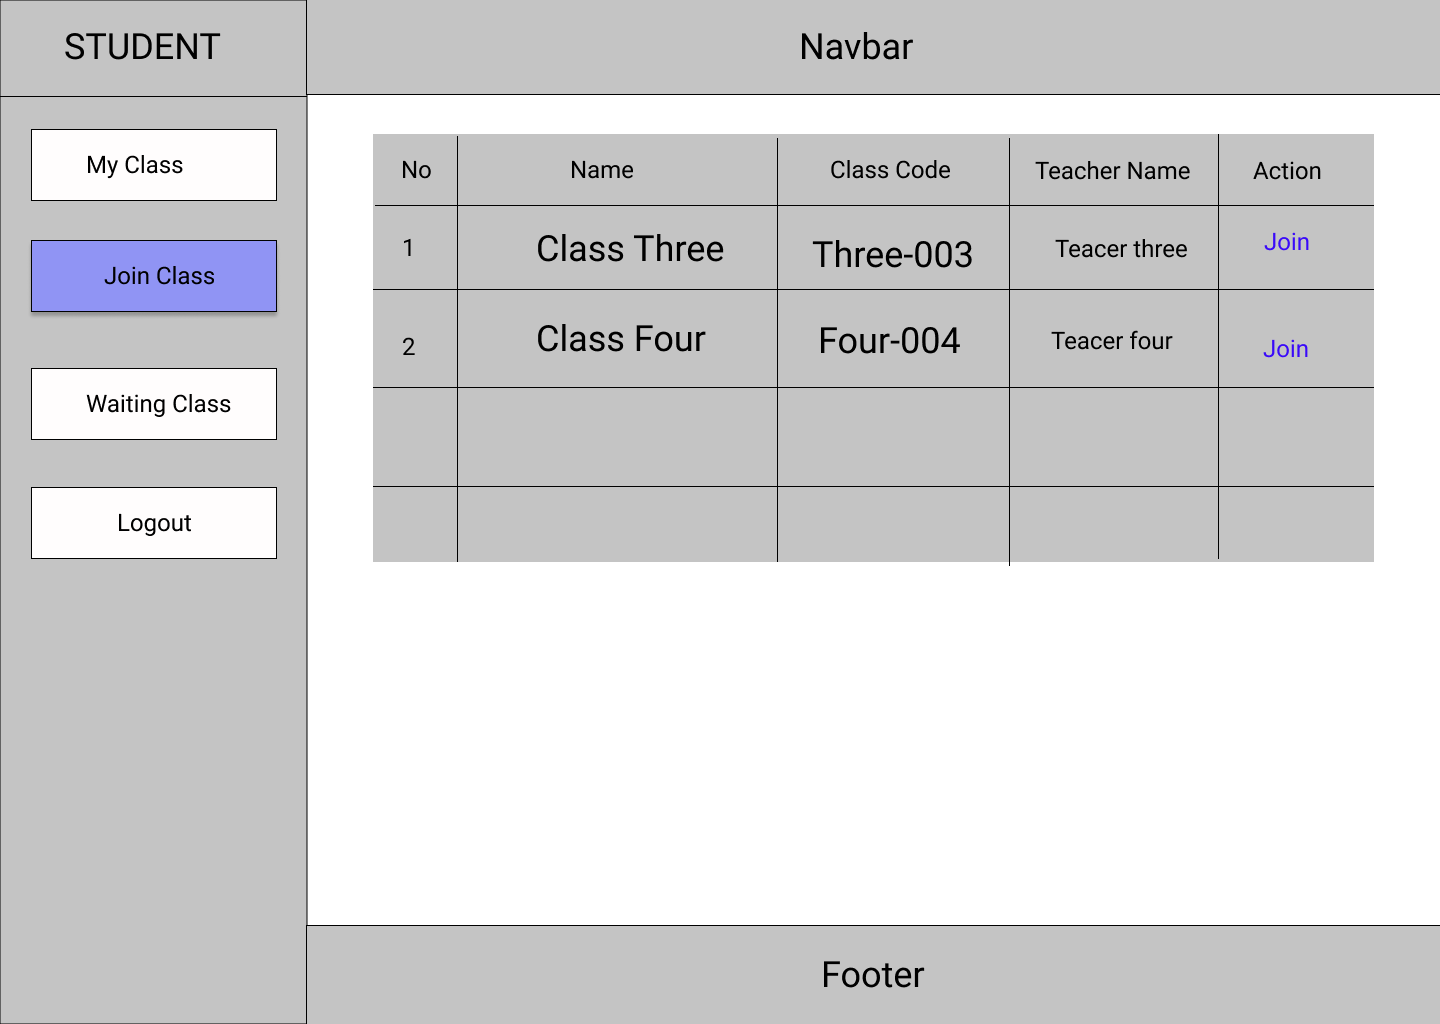 STUDENT
Navbar
My Class
Join Class
Waiting Class
Logout
No Name Class Code Teacher Name Action
1 Class Three Three-003 Teacer three Join
2 Class Four Four-004 Teacer four Join
Footer